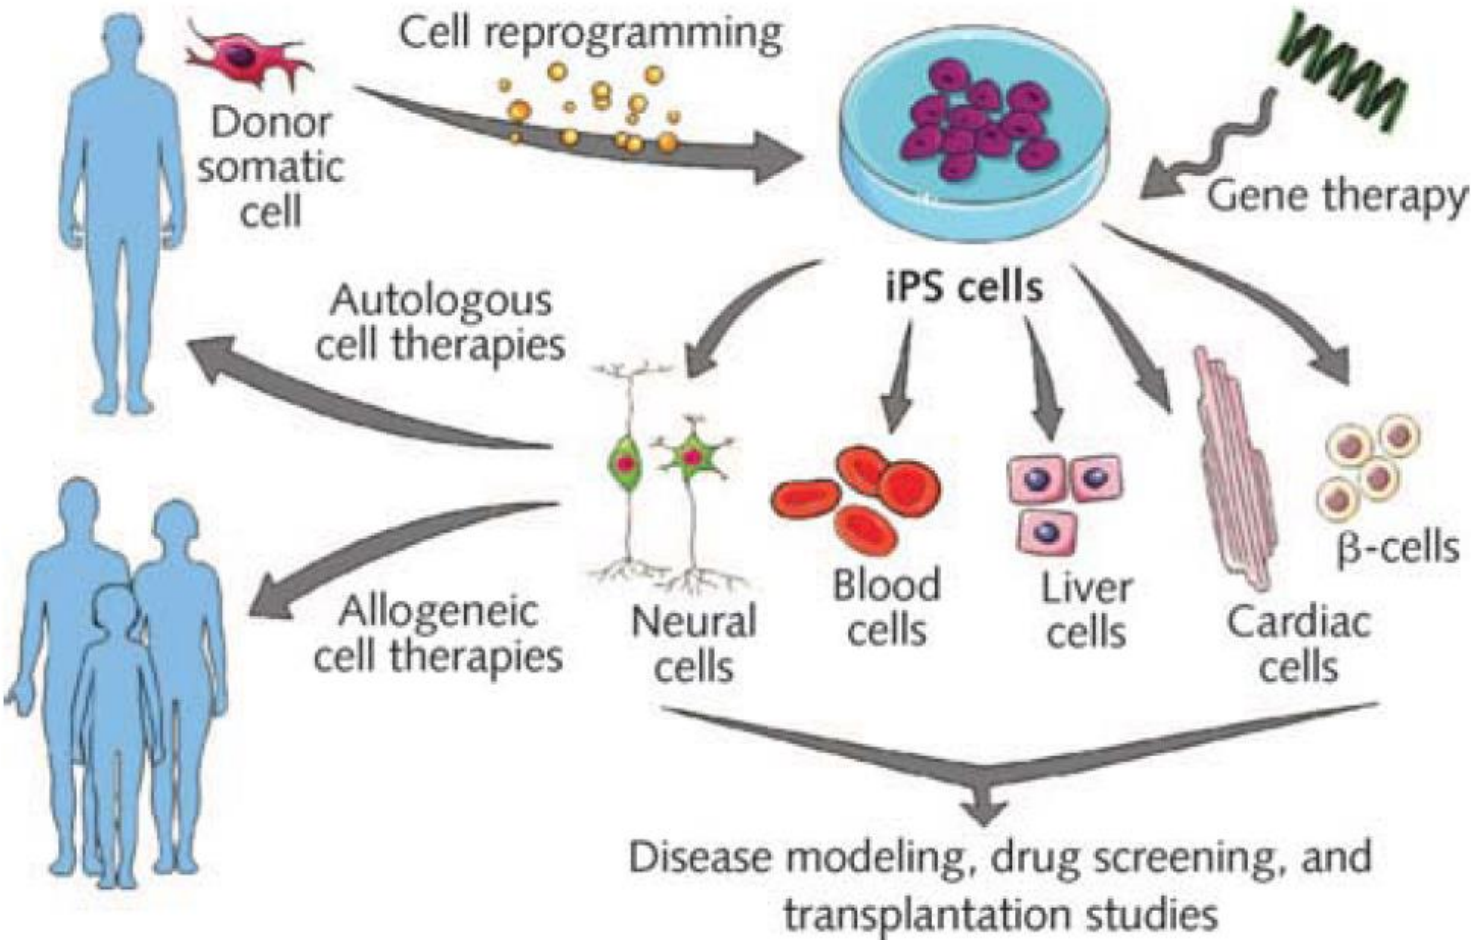 Cell reprogramming
Donor
somatic
cell
Gene therapy
iPS cells
Autologous
cell therapies
β-cells
Blood
cells
Liver
cells
Allogeneic
cell therapies
Neural
cells
Cardiac
cells
Disease modeling, drug screening, and
transplantation studies